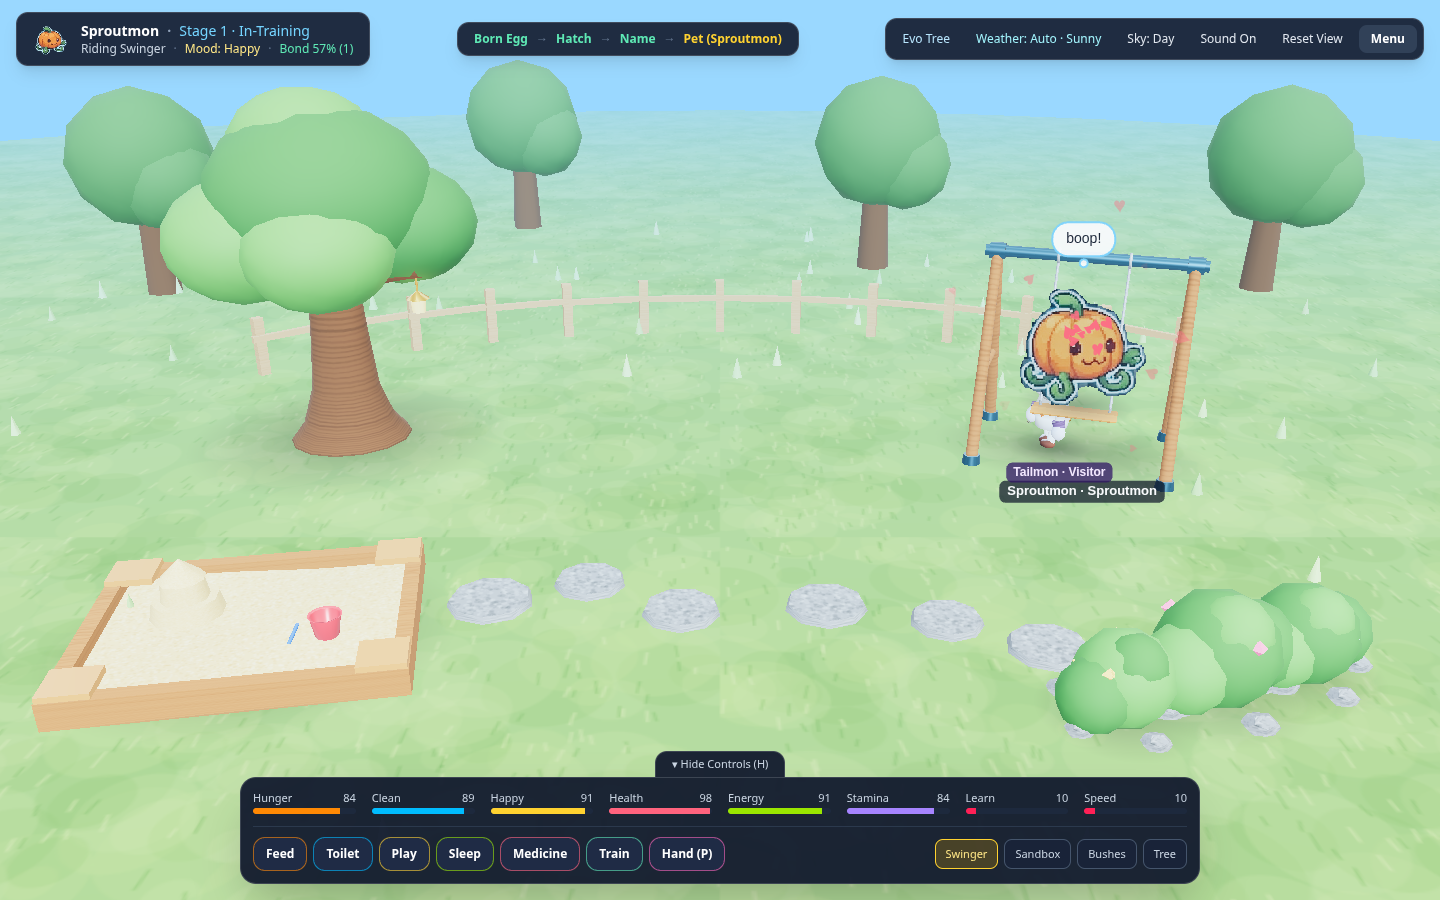 Sproutmon · Stage 1 · In-Training
Riding Swinger · Mood: Happy · Bond 57% (1)
Born Egg → Hatch → Name → Pet (Sproutmon)
Evo Tree Weather: Auto · Sunny Sky: Day Sound On Reset View Menu
boop!
Tailmon · Visitor
Sproutmon · Sproutmon
▾ Hide Controls (H)
Hunger 84 Clean 89 Happy 91 Health 98 Energy 91 Stamina 84 Learn 10 Speed 10
Feed Toilet Play Sleep Medicine Train Hand (P) Swinger Sandbox Bushes Tree